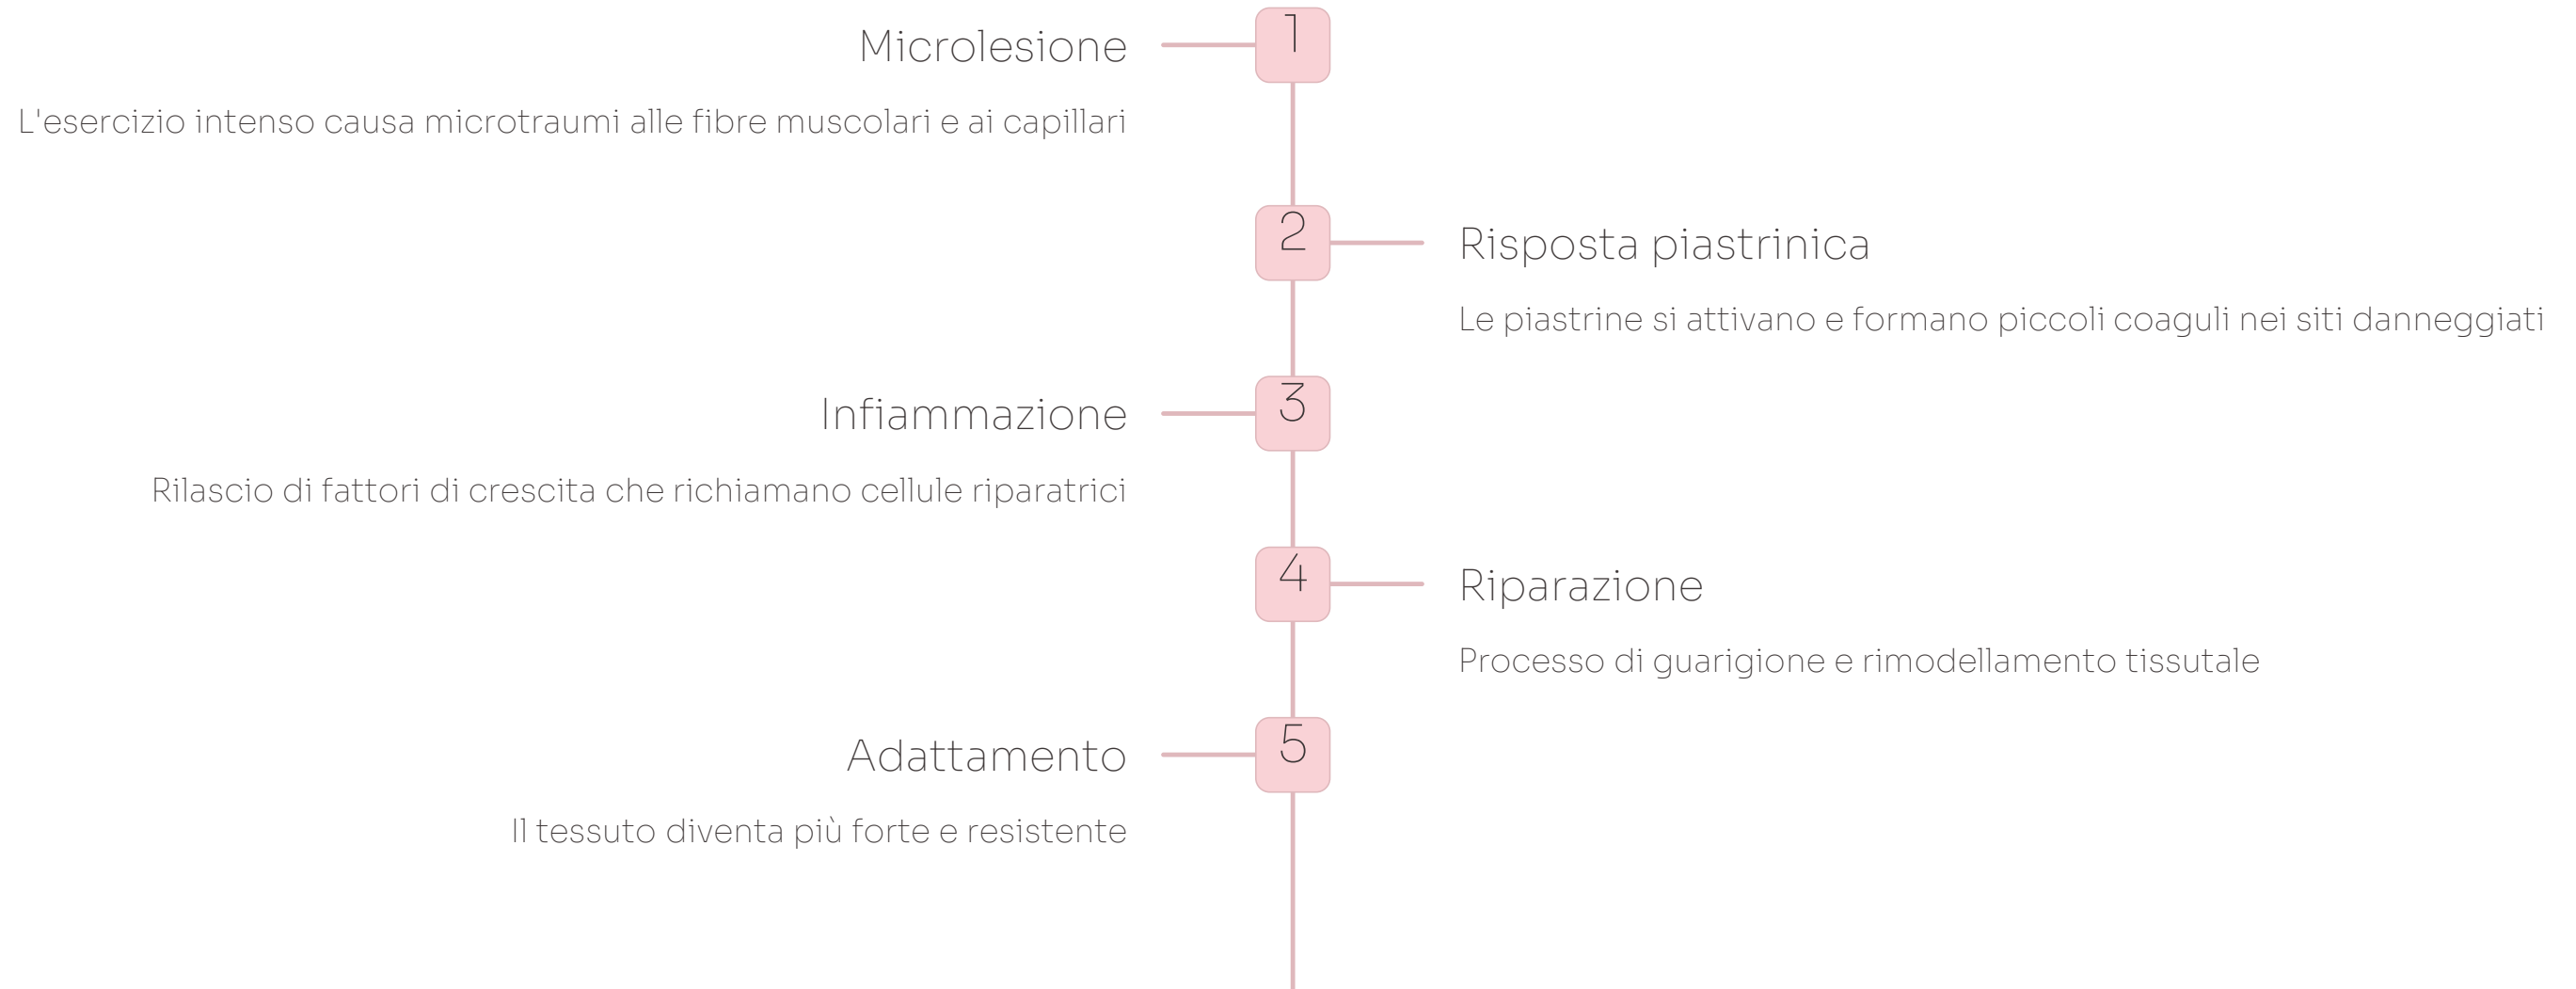 Microlesione
1
L'esercizio intenso causa microtraumi alle fibre muscolari e ai capillari
2
Risposta piastrinica
Le piastrine si attivano e formano piccoli coaguli nei siti danneggiati
Infiammazione
3
Rilascio di fattori di crescita che richiamano cellule riparatrici
4
Riparazione
Processo di guarigione e rimodellamento tissutale
Adattamento
5
Il tessuto diventa più forte e resistente